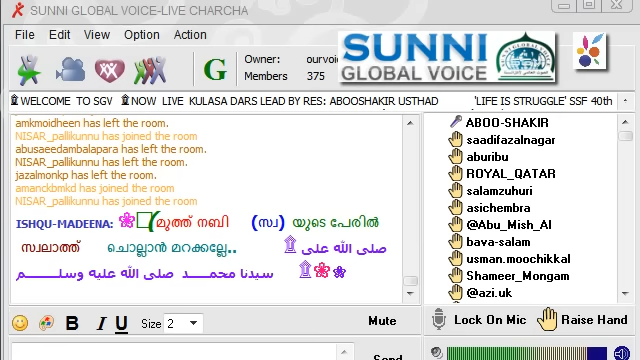 SUNNI GLOBAL VOICE-LIVE CHARCHA
File Edit View Option Action
G Owner: ourvoi
Members 375
SUNNI
GLOBAL VOICE
WELCOME TO SGV NOW LIVE KULASA DARS LEAD BY RES: ABOOSHAKIR USTHAD 'LIFE IS STRUGGLE' SSF 40th
amkmoidheen has left the room.
NISAR_pallikunnu has joined the room
abusaeedambalapara has left the room.
NISAR_pallikunnu has left the room.
jazalmonkp has left the room.
amanckbmkd has joined the room
NISAR_pallikunnu has joined the room
ISHQU-MADEENA: മുത്ത് നബി (സ്വ) യുടെ പേരിൽ
സ്വലാത്ത് ചൊല്ലാൻ മറക്കല്ലേ.. صلى الله على
سيدنا محمـــد صلى الله عليه وسلـــم
ABOO-SHAKIR
saadifazalnagar
aburibu
ROYAL_QATAR
salamzuhuri
asichembra
@Abu_Mish_Al
bava-salam
usman.moochikkal
Shameer_Mongam
@azi.uk
B I U Size 2 Mute
Lock On Mic Raise Hand
Send